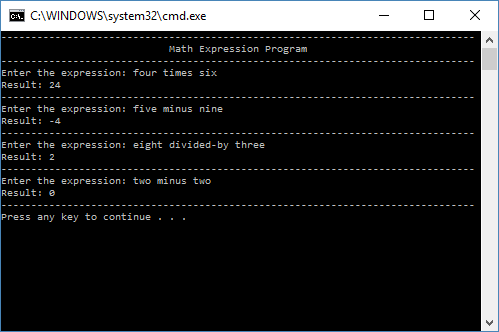 C:\WINDOWS\system32\cmd.exe
-------------------------------------------------------------------------------
Math Expression Program
-------------------------------------------------------------------------------
Enter the expression: four times six
Result: 24
-------------------------------------------------------------------------------
Enter the expression: five minus nine
Result: -4
-------------------------------------------------------------------------------
Enter the expression: eight divided-by three
Result: 2
-------------------------------------------------------------------------------
Enter the expression: two minus two
Result: 0
-------------------------------------------------------------------------------
Press any key to continue . . .